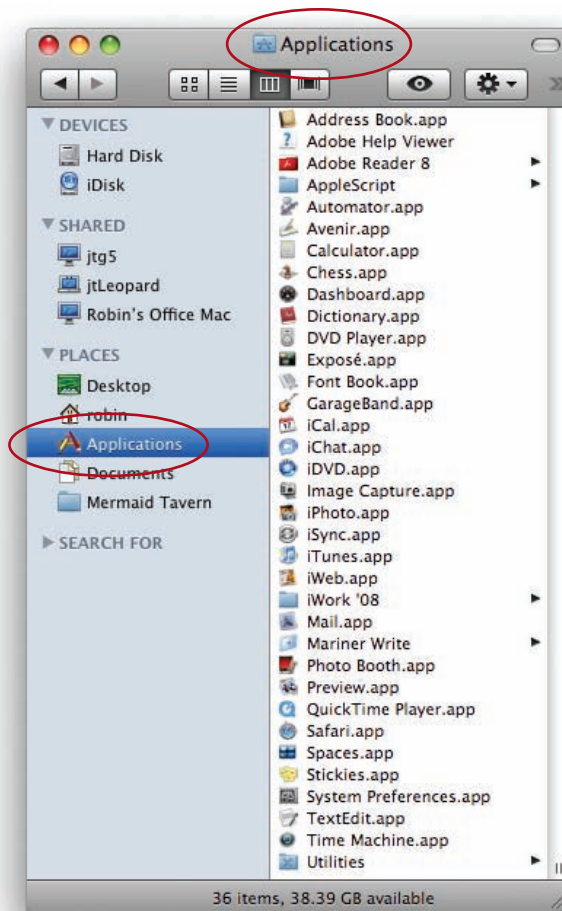 Applications
DEVICES
Hard Disk
iDisk
SHARED
jtg5
jtLeopard
Robin's Office Mac
PLACES
Desktop
robin
Applications
Documents
Mermaid Tavern
SEARCH FOR
Address Book.app
Adobe Help Viewer
Adobe Reader 8
AppleScript
Automator.app
Avenir.app
Calculator.app
Chess.app
Dashboard.app
Dictionary.app
DVD Player.app
Exposé.app
Font Book.app
GarageBand.app
iCal.app
iChat.app
iDVD.app
Image Capture.app
iPhoto.app
iSync.app
iTunes.app
iWeb.app
iWork '08
Mail.app
Mariner Write
Photo Booth.app
Preview.app
QuickTime Player.app
Safari.app
Spaces.app
Stickies.app
System Preferences.app
TextEdit.app
Time Machine.app
Utilities
36 items, 38.39 GB available